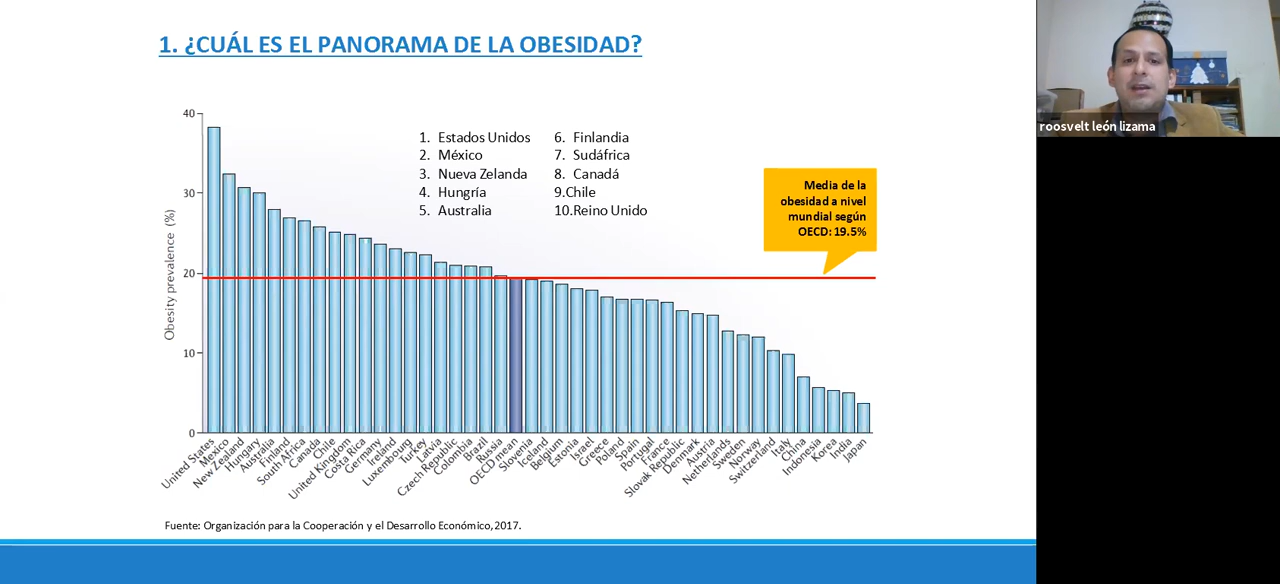 1. ¿CUÁL ES EL PANORAMA DE LA OBESIDAD?
roosvelt león lizama
40
30
20
10
0
Obesity prevalence (%)
1. Estados Unidos
2. México
3. Nueva Zelanda
4. Hungría
5. Australia
6. Finlandia
7. Sudáfrica
8. Canadá
9.Chile
10.Reino Unido
Media de la
obesidad a nivel
mundial según
OECD: 19.5%
United States
Mexico
New Zealand
Hungary
Australia
Finland
South Africa
Canada
Chile
United Kingdom
Costa Rica
Germany
Ireland
Luxembourg
Turkey
Latvia
Czech Republic
Colombia
Brazil
Russia
OECD mean
Slovenia
Iceland
Belgium
Estonia
Israel
Greece
Poland
Spain
Portugal
France
Slovak Republic
Denmark
Austria
Netherlands
Sweden
Norway
Switzerland
Italy
China
Indonesia
Korea
India
Japan
Fuente: Organización para la Cooperación y el Desarrollo Económico,2017.